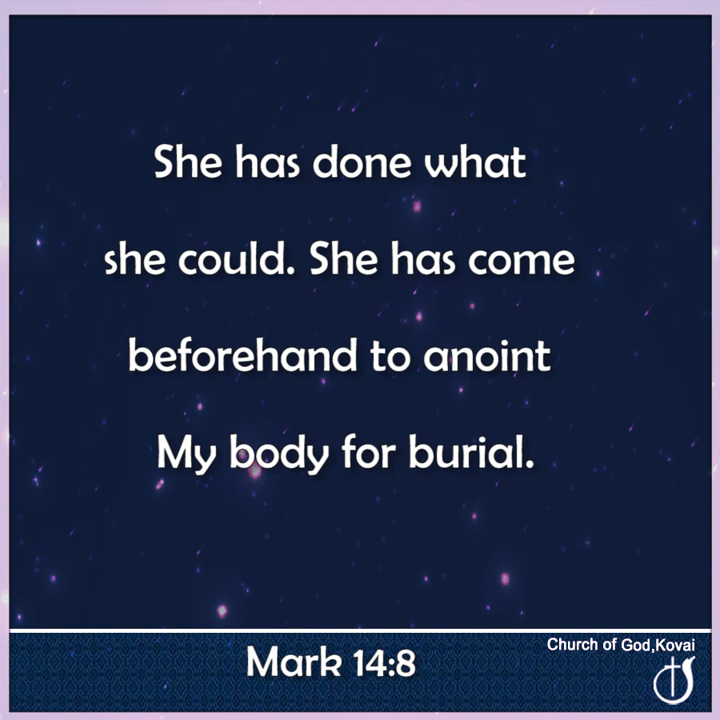 She has done what
she could. She has come
beforehand to anoint
My body for burial.
Mark 14:8
Church of God,Kovai